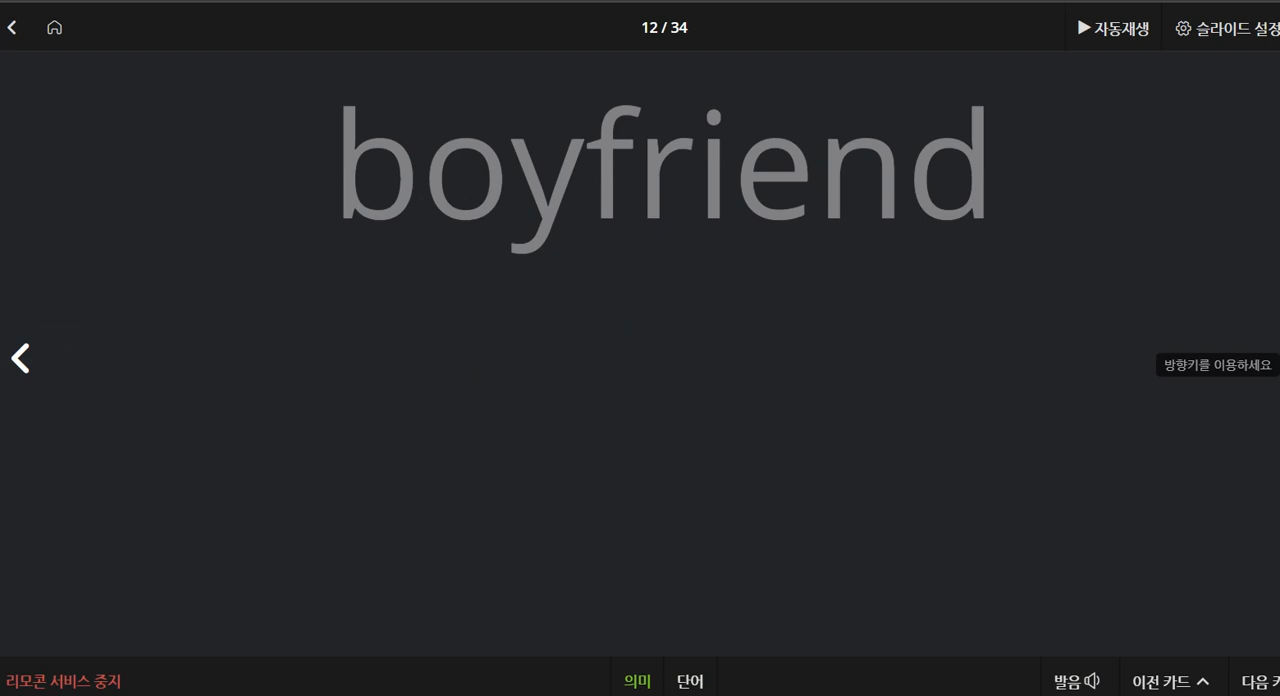 12 / 34
자동재생
슬라이드 설정
boyfriend
방향키를 이용하세요
리모콘 서비스 중지
의미
단어
발음
이전 카드
다음